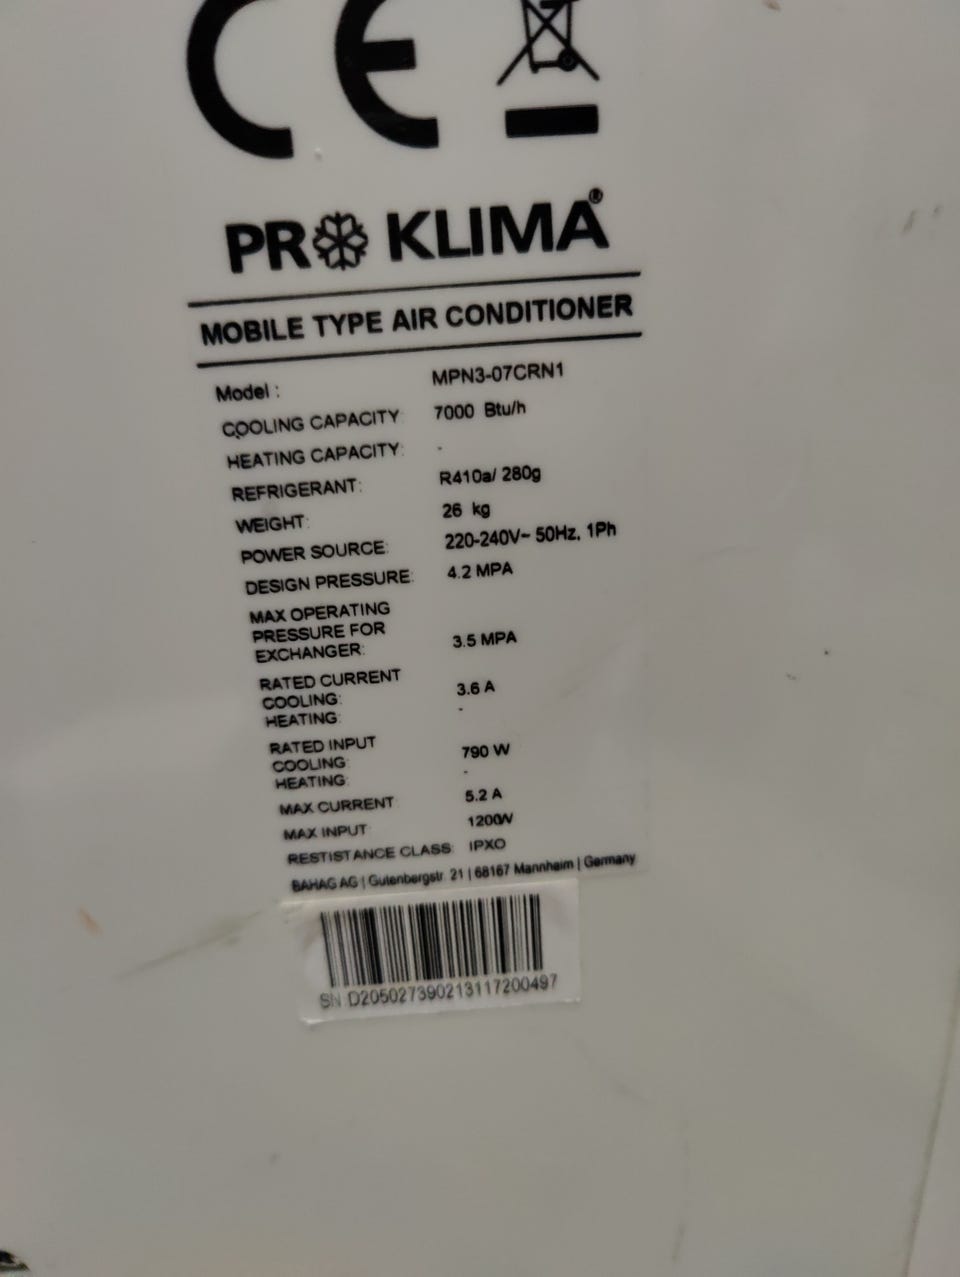 CE
PRO KLIMA®
MOBILE TYPE AIR CONDITIONER
Model : MPN3-07CRN1
COOLING CAPACITY: 7000 Btu/h
HEATING CAPACITY: -
REFRIGERANT: R410a/ 280g
WEIGHT: 26 kg
POWER SOURCE: 220-240V~ 50Hz, 1Ph
DESIGN PRESSURE: 4.2 MPA
MAX OPERATING
PRESSURE FOR
EXCHANGER: 3.5 MPA
RATED CURRENT
COOLING: 3.6 A
HEATING: -
RATED INPUT
COOLING: 790 W
HEATING: -
MAX CURRENT: 5.2 A
MAX INPUT: 1200W
RESTISTANCE CLASS: IPXO
BAHAG AG | Gutenbergstr. 21 | 68167 Mannheim | Germany
SN D205027390213117200497